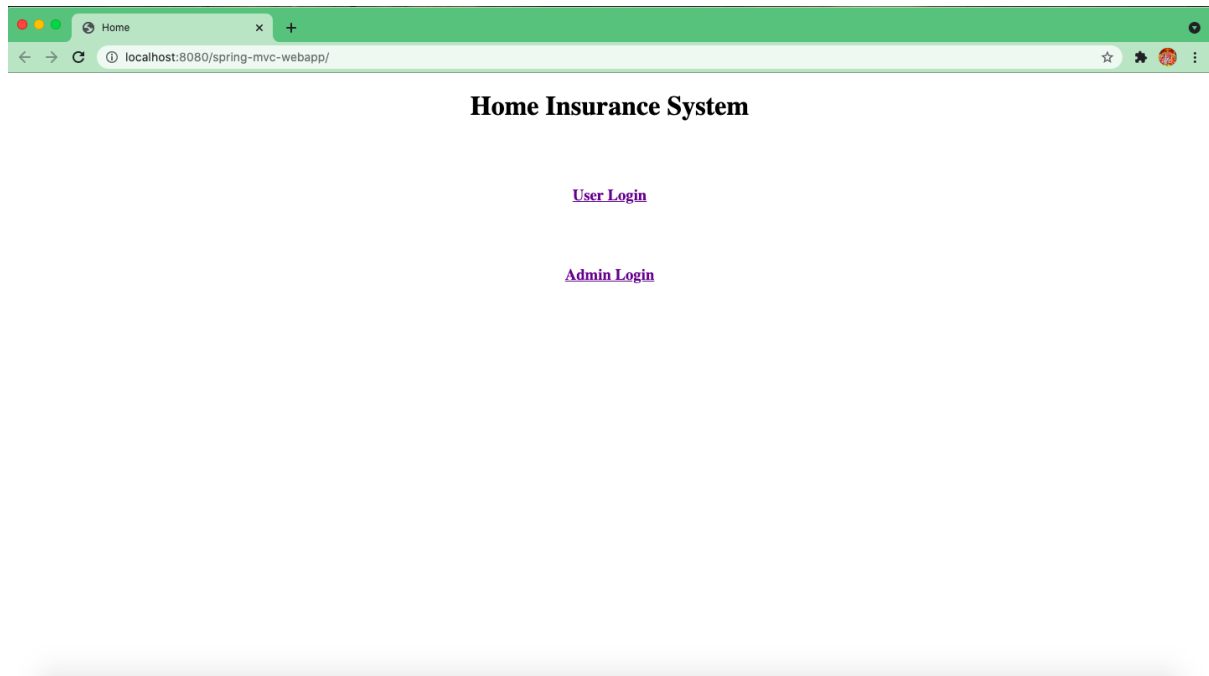 Home
localhost:8080/spring-mvc-webapp/
Home Insurance System
User Login
Admin Login